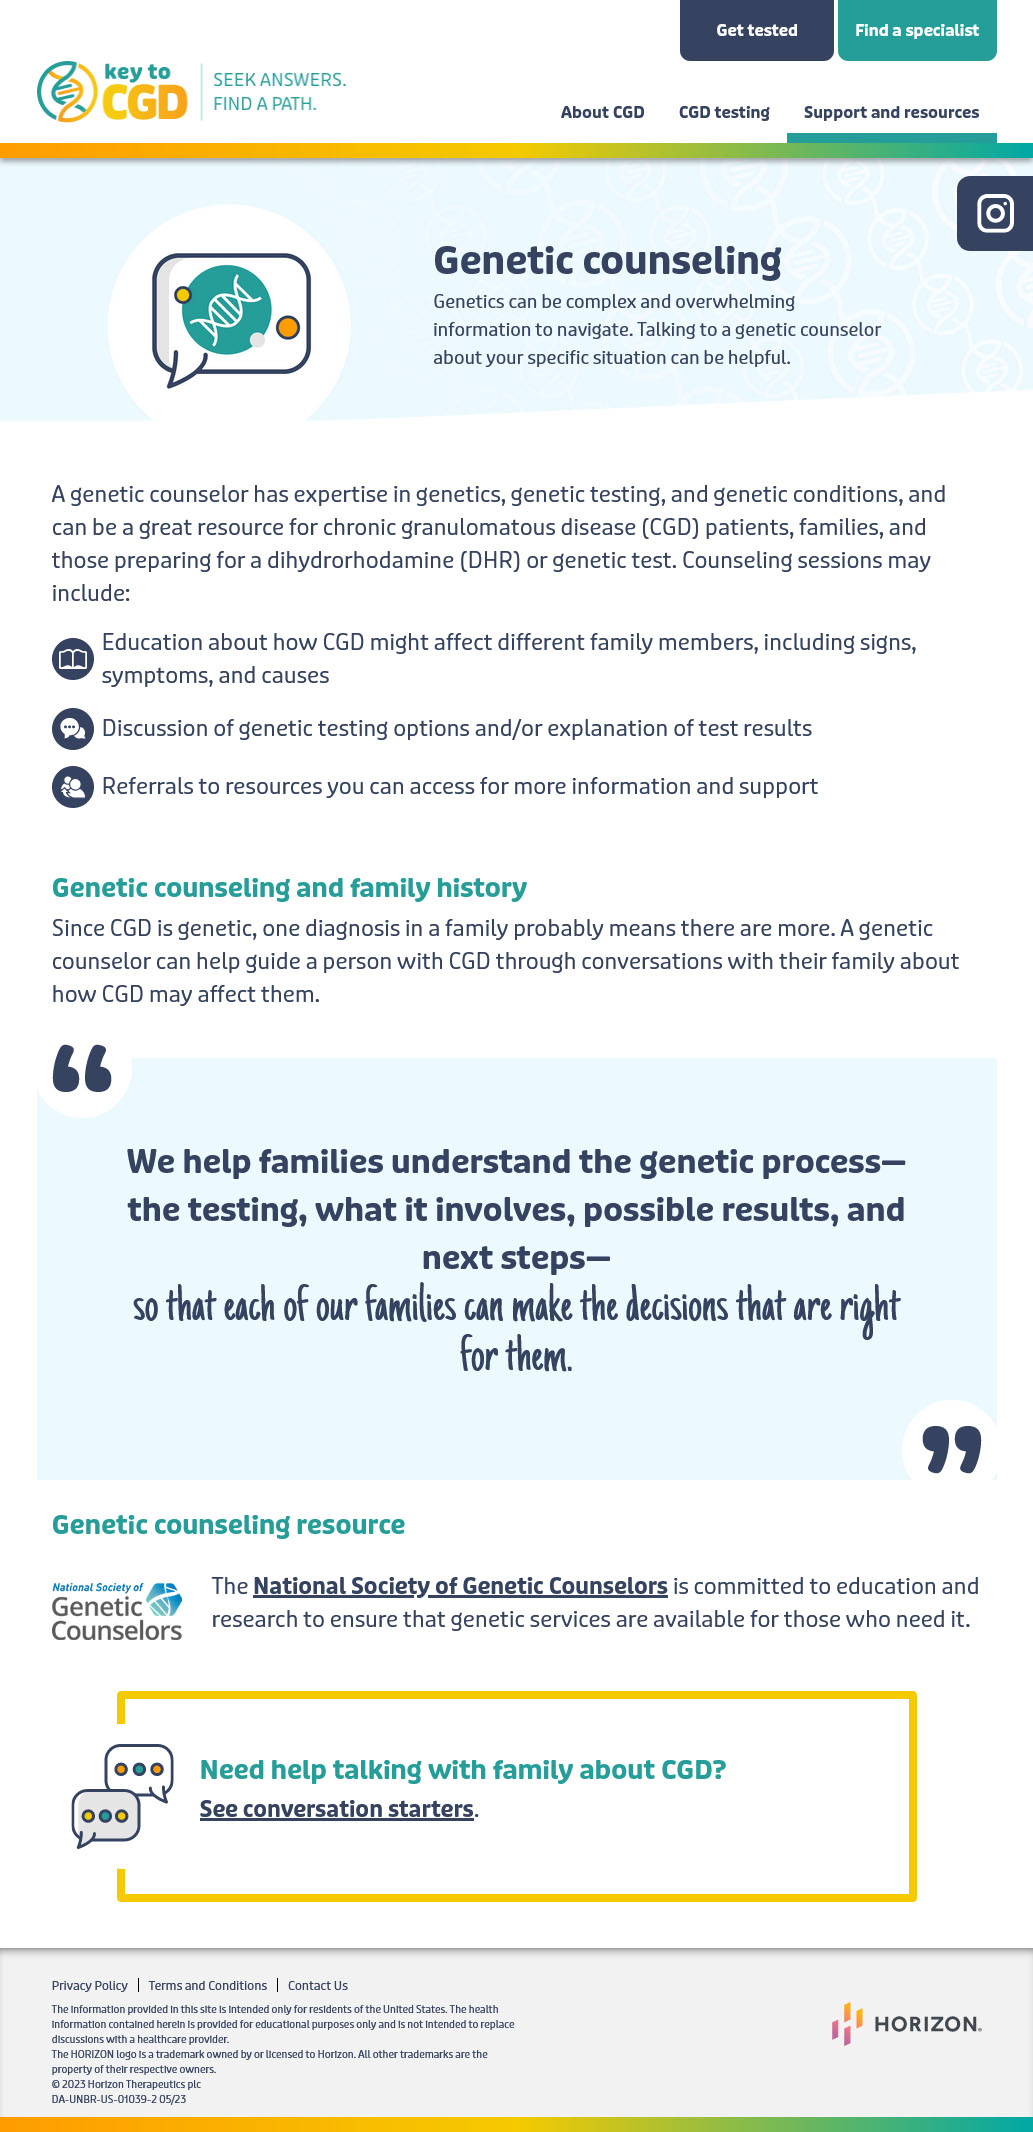 Get tested
Find a specialist
key to
CGD
SEEK ANSWERS.
FIND A PATH.
About CGD
CGD testing
Support and resources
Genetic counseling
Genetics can be complex and overwhelming
information to navigate. Talking to a genetic counselor
about your specific situation can be helpful.
A genetic counselor has expertise in genetics, genetic testing, and genetic conditions, and
can be a great resource for chronic granulomatous disease (CGD) patients, families, and
those preparing for a dihydrorhodamine (DHR) or genetic test. Counseling sessions may
include:
Education about how CGD might affect different family members, including signs,
symptoms, and causes
Discussion of genetic testing options and/or explanation of test results
Referrals to resources you can access for more information and support
Genetic counseling and family history
Since CGD is genetic, one diagnosis in a family probably means there are more. A genetic
counselor can help guide a person with CGD through conversations with their family about
how CGD may affect them.
“
We help families understand the genetic process—
the testing, what it involves, possible results, and
next steps—
so that each of our families can make the decisions that are right
for them.
”
Genetic counseling resource
National Society of
Genetic
Counselors
The National Society of Genetic Counselors is committed to education and
research to ensure that genetic services are available for those who need it.
Need help talking with family about CGD?
See conversation starters.
Privacy Policy | Terms and Conditions | Contact Us
The information provided in this site is intended only for residents of the United States. The health
information contained herein is provided for educational purposes only and is not intended to replace
discussions with a healthcare provider.
The HORIZON logo is a trademark owned by or licensed to Horizon. All other trademarks are the
property of their respective owners.
© 2023 Horizon Therapeutics plc
DA-UNBR-US-01039-2 05/23
HORIZON®